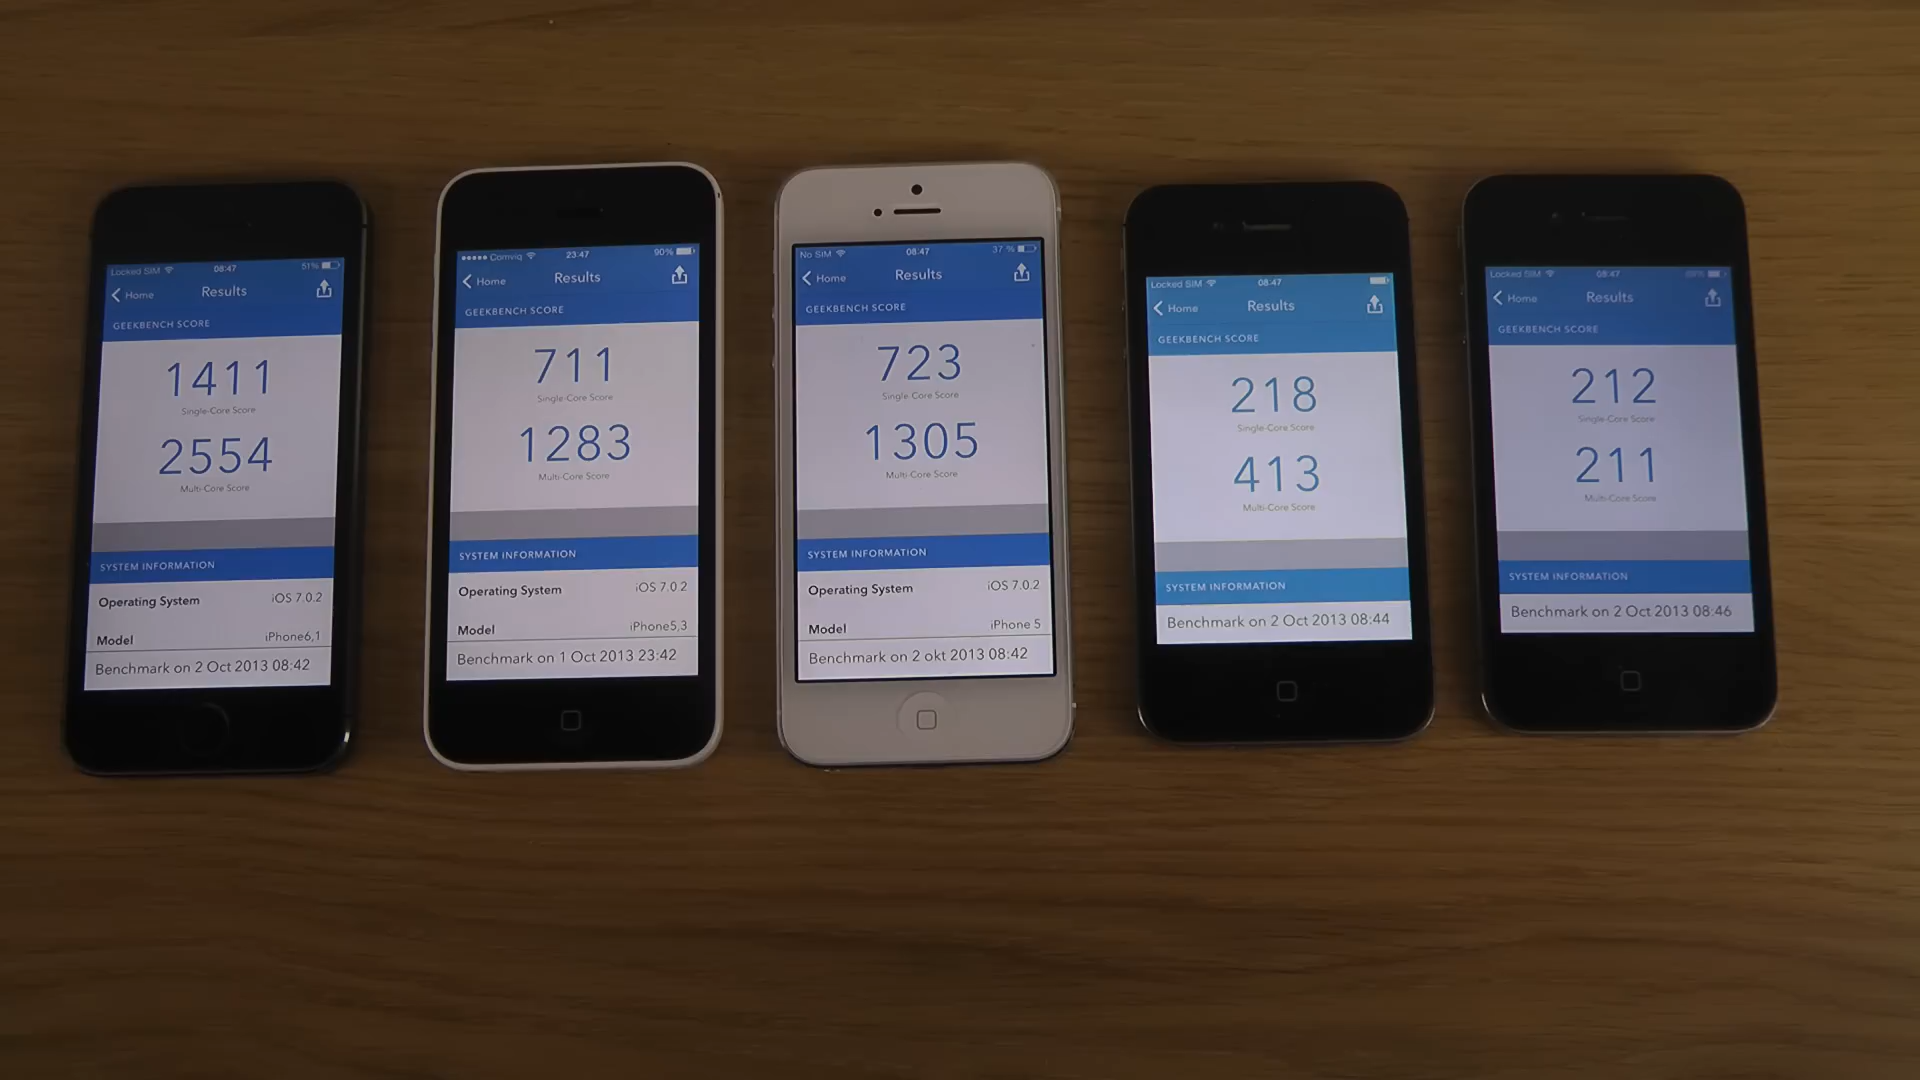 Locked SIM 08:47 51%
Home Results
GEEKBENCH SCORE
1411
Single-Core Score
2554
Multi-Core Score
SYSTEM INFORMATION
Operating System iOS 7.0.2
Model iPhone6,1
Benchmark on 2 Oct 2013 08:42
Comviq 23:47 90%
Home Results
GEEKBENCH SCORE
711
Single-Core Score
1283
Multi-Core Score
SYSTEM INFORMATION
Operating System iOS 7.0.2
Model iPhone5,3
Benchmark on 1 Oct 2013 23:42
No SIM 08:47 37 %
Home Results
GEEKBENCH SCORE
723
Single-Core Score
1305
Multi-Core Score
SYSTEM INFORMATION
Operating System iOS 7.0.2
Model iPhone 5
Benchmark on 2 okt 2013 08:42
Locked SIM 08:47
Home Results
GEEKBENCH SCORE
218
Single-Core Score
413
Multi-Core Score
SYSTEM INFORMATION
Benchmark on 2 Oct 2013 08:44
Locked SIM 08:47
Home Results
GEEKBENCH SCORE
212
Single-Core Score
211
Multi-Core Score
SYSTEM INFORMATION
Benchmark on 2 Oct 2013 08:46